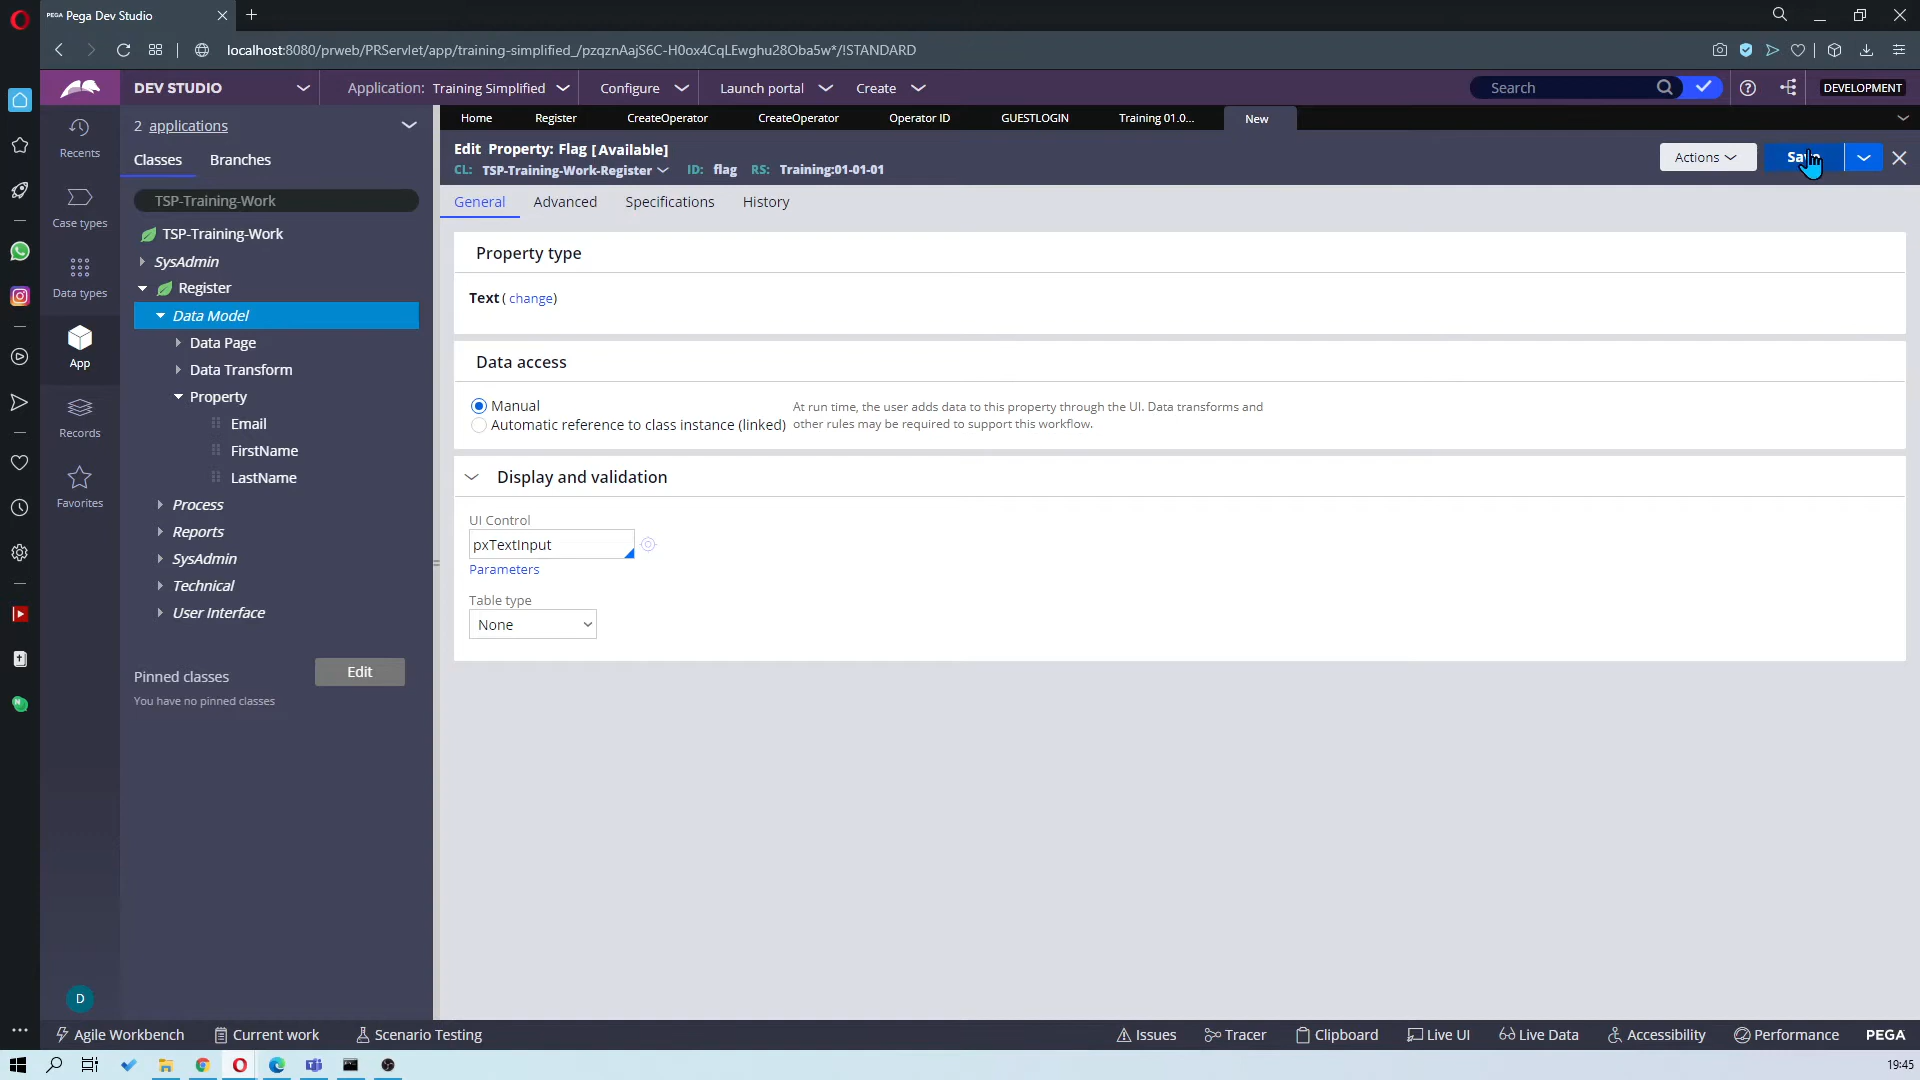 PEGA Pega Dev Studio
localhost:8080/prweb/PRServlet/app/training-simplified_/pzqznAajS6C-H0ox4CqLEwghu28Oba5w*/!STANDARD
DEV STUDIO
Application: Training Simplified
Configure
Launch portal
Create
Search
DEVELOPMENT
Recents
Case types
Data types
App
Records
Favorites
D
2 applications
Classes
Branches
TSP-Training-Work
TSP-Training-Work
SysAdmin
Register
Data Model
Data Page
Data Transform
Property
Email
FirstName
LastName
Process
Reports
SysAdmin
Technical
User Interface
Pinned classes
Edit
You have no pinned classes
Home
Register
CreateOperator
CreateOperator
Operator ID
GUESTLOGIN
Training 01.0...
New
Edit Property: Flag [Available]
CL: TSP-Training-Work-Register ID: flag RS: Training:01-01-01
Actions
General
Advanced
Specifications
History
Property type
Text ( change)
Data access
Manual
Automatic reference to class instance (linked)
At run time, the user adds data to this property through the UI. Data transforms and
other rules may be required to support this workflow.
Display and validation
UI Control
pxTextInput
Parameters
Table type
None
Agile Workbench
Current work
Scenario Testing
Issues
Tracer
Clipboard
Live UI
Live Data
Accessibility
Performance
PEGA
19:45